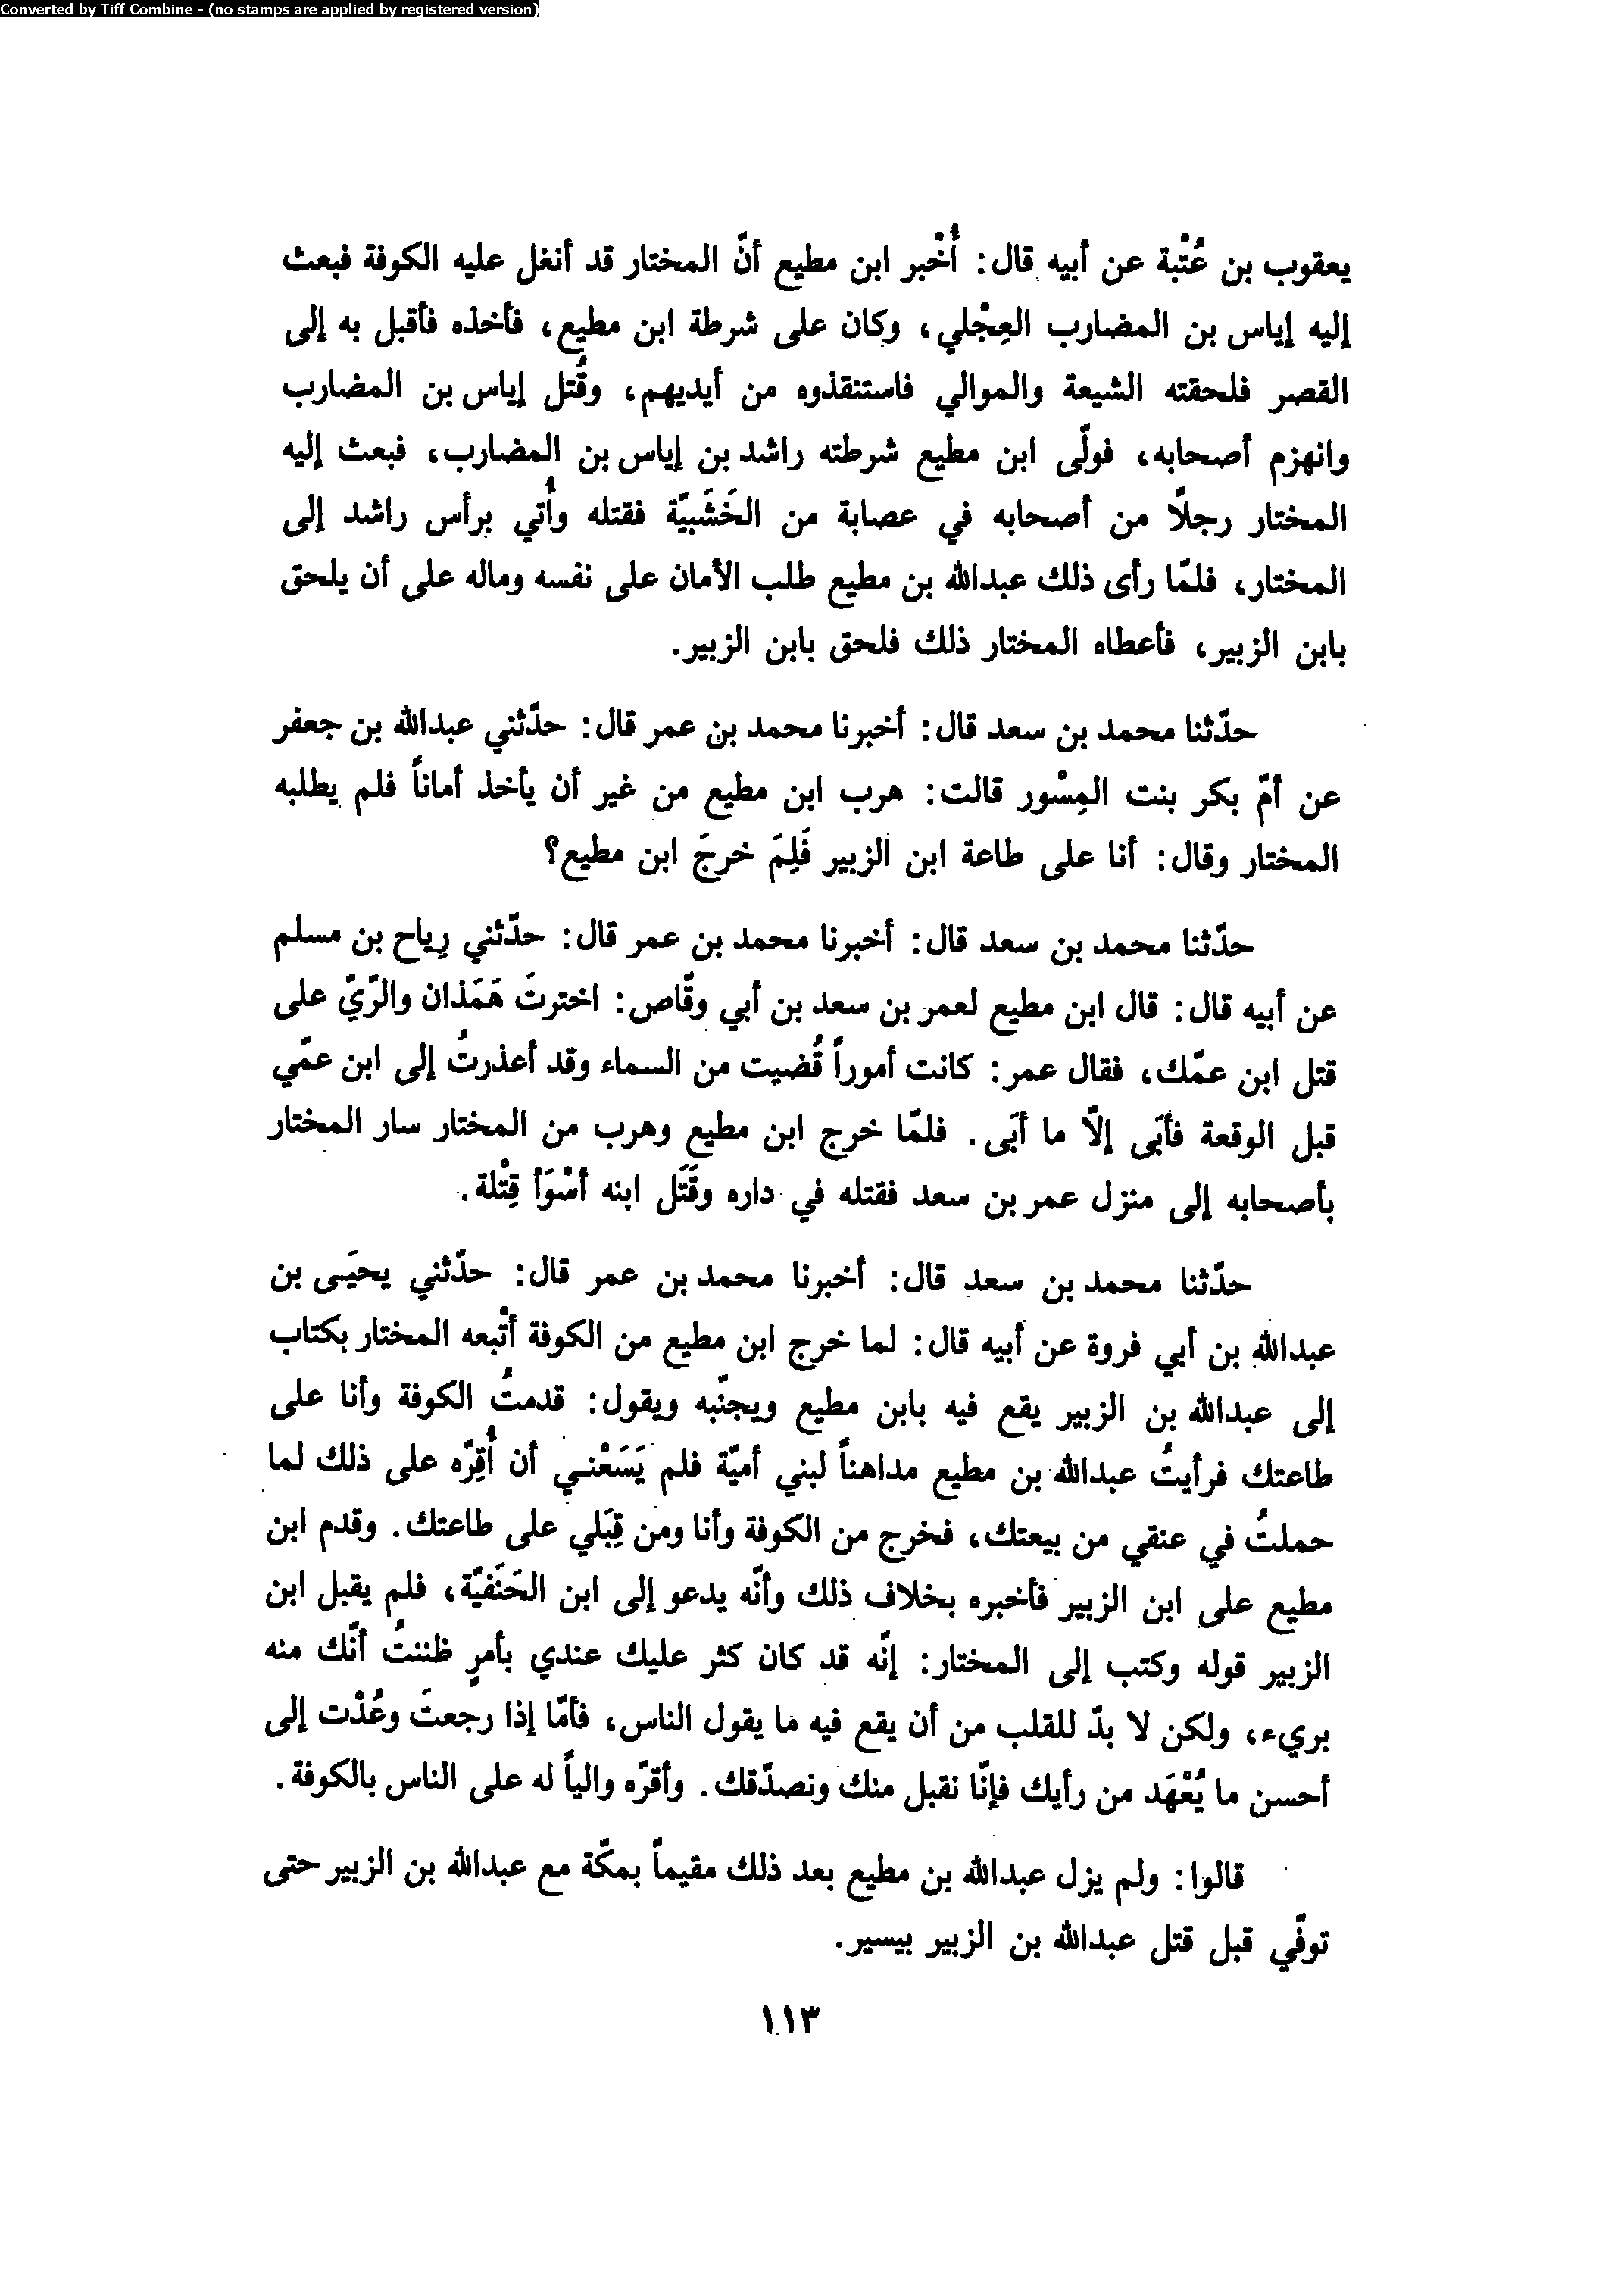 Converted by Tiff Combine - (no stamps are applied by registered version)
يعقوب بن عُتْبة عن أبيه قال: أُخْبر ابن مطيع أنّ المختار قد أنغل عليه الكوفة فبعث
إليه إياس بن المضارب العِجْلي، وكان على شرطة ابن مطيع، فأخذه فأقبل به إلى
القصر فلحقته الشيعة والموالي فاستنقذوه من أيديهم، وقُتل إياس بن المضارب
وانهزم أصحابه، فولّى ابن مطيع شرطته راشد بن إياس بن المضارب، فبعث إليه
المختار رجلاً من أصحابه في عصابة من الخَشَبيّة فقتله وأُتي برأس راشد إلى
المختار، فلمّا رأى ذلك عبدالله بن مطيع طلب الأمان على نفسه وماله على أن يلحق
بابن الزبير، فأعطاه المختار ذلك فلحق بابن الزبير.
حدّثنا محمد بن سعد قال: أخبرنا محمد بن عمر قال: حدّثني عبدالله بن جعفر
عن أمّ بكر بنت المِسْور قالت: هرب ابن مطيع من غير أن يأخذ أماناً فلم يطلبه
المختار وقال: أنا على طاعة ابن الزبير فَلِمَ خرجَ ابن مطيع؟
حدّثنا محمد بن سعد قال: أخبرنا محمد بن عمر قال: حدّثني رِياح بن مسلم
عن أبيه قال: قال ابن مطيع لعمر بن سعد بن أبي وقّاص: اخترتَ هَمَذان والرّيّ على
قتل ابن عمّك، فقال عمر: كانت أموراً قُضيت من السماء وقد أعذرتُ إلى ابن عمّي
قبل الوقعة فأبَى إلّا ما أبَى. فلمّا خرج ابن مطيع وهرب من المختار سار المختار
بأصحابه إلى منزل عمر بن سعد فقتله في داره وقَتَل ابنه أسْوَأ قِتْلة.
حدّثنا محمد بن سعد قال: أخبرنا محمد بن عمر قال: حدّثني يحيَى بن
عبدالله بن أبي فروة عن أبيه قال: لما خرج ابن مطيع من الكوفة أتْبعه المختار بكتاب
إلى عبدالله بن الزبير يقع فيه بابن مطيع ويجنّبه ويقول: قدمتُ الكوفة وأنا على
طاعتك فرأيتُ عبدالله بن مطيع مداهناً لبني أميّة فلم يَسَعْني أن أُقِرّه على ذلك لما
حملتُ في عنقي من بيعتك، فخرج من الكوفة وأنا ومن قِبَلي على طاعتك. وقدم ابن
مطيع على ابن الزبير فأخبره بخلاف ذلك وأنّه يدعو إلى ابن الحَنَفيّة، فلم يقبل ابن
الزبير قوله وكتب إلى المختار: إنّه قد كان كثر عليك عندي بأمرٍ ظننتُ أنّك منه
بريء، ولكن لا بدّ للقلب من أن يقع فيه ما يقول الناس، فأمّا إذا رجعتَ وعُدْت إلى
أحسن ما يُعْهَد من رأيك فإنّا نقبل منك ونصدّقك. وأقرّه والياً له على الناس بالكوفة.
قالوا: ولم يزل عبدالله بن مطيع بعد ذلك مقيماً بمكّة مع عبدالله بن الزبير حتى
توفّي قبل قتل عبدالله بن الزبير بيسير.
١١٣